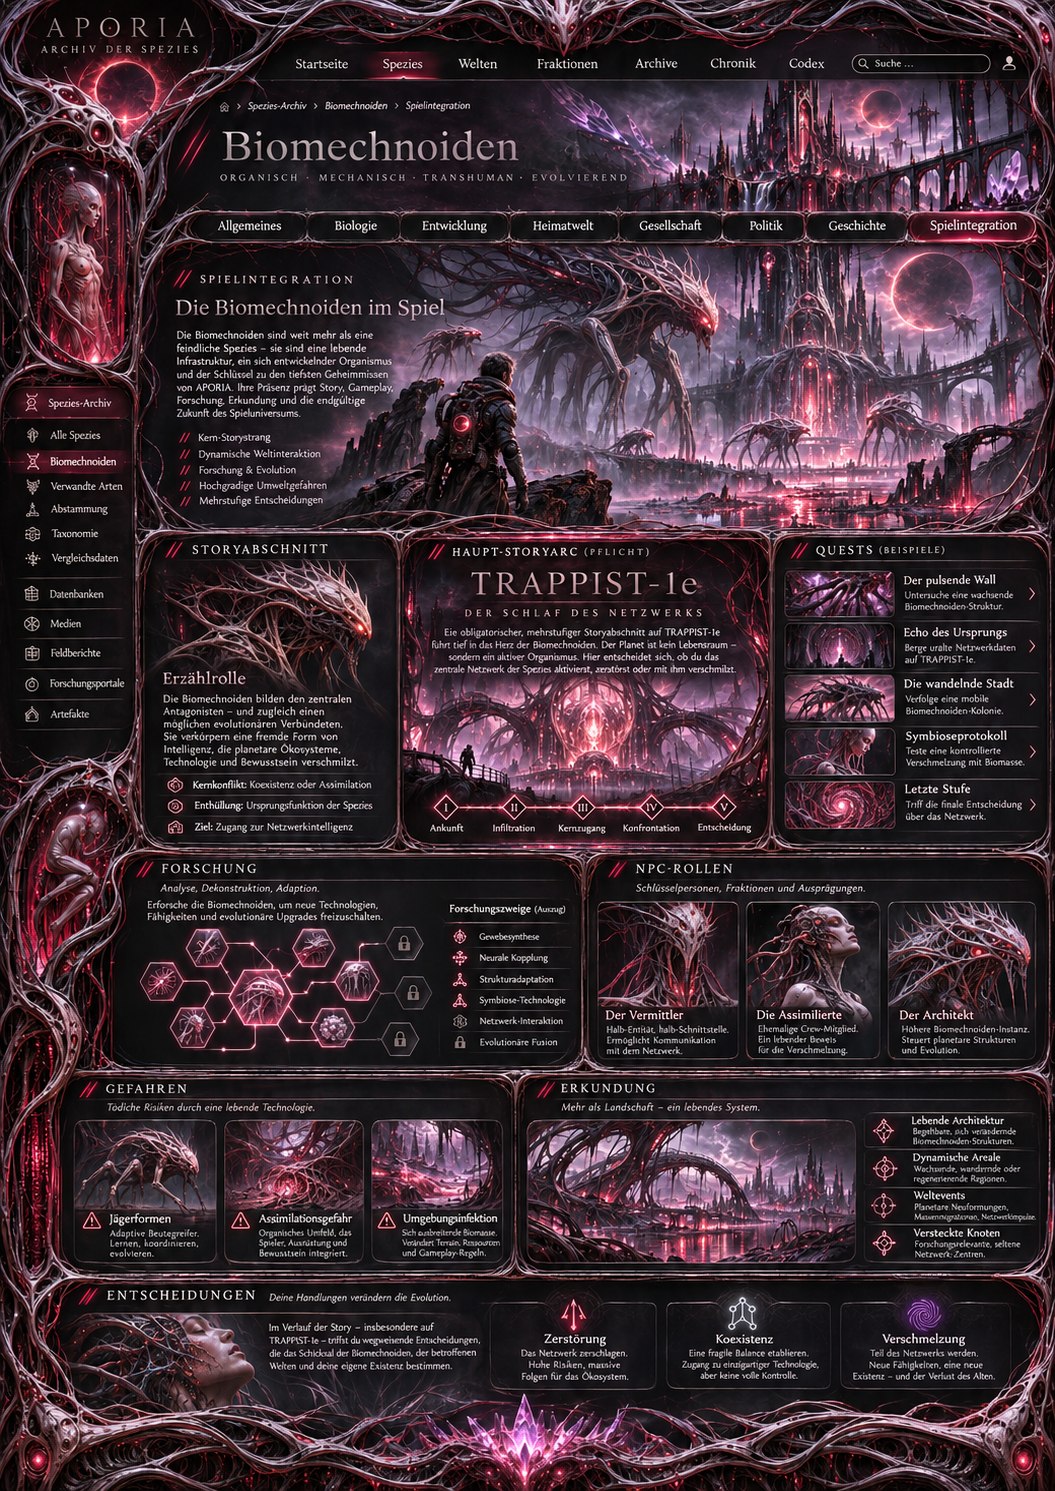 APORIA
ARCHIV DER SPEZIES
Startseite
Spezies
Welten
Fraktionen
Archive
Chronik
Codex
Suche ...
Spezies-Archiv > Biomechnoiden > Spielintegration
Biomechnoiden
ORGANISCH · MECHANISCH · TRANSHUMAN · EVOLVIEREND
Allgemeines
Biologie
Entwicklung
Heimatwelt
Gesellschaft
Politik
Geschichte
Spielintegration
Spezies-Archiv
Alle Spezies
Biomechnoiden
Verwandte Arten
Abstammung
Taxonomie
Vergleichsdaten
Datenbanken
Medien
Feldberichte
Forschungsportale
Artefakte
// SPIELINTEGRATION
Die Biomechnoiden im Spiel
Die Biomechnoiden sind weit mehr als eine
feindliche Spezies – sie sind eine lebende
Infrastruktur, ein sich entwickelnder Organismus
und der Schlüssel zu den tiefsten Geheimnissen
von APORIA. Ihre Präsenz prägt Story, Gameplay,
Forschung, Erkundung und die endgültige
Zukunft des Spieluniversums.
// Kern-Storystrang
// Dynamische Weltinteraktion
// Forschung & Evolution
// Hochgradige Umweltgefahren
// Mehrstufige Entscheidungen
// STORYABSCHNITT
Erzählrolle
Die Biomechnoiden bilden den zentralen
Antagonisten – und zugleich einen
möglichen evolutionären Verbündeten.
Sie verkörpern eine fremde Form von
Intelligenz, die planetare Ökosysteme,
Technologie und Bewusstsein verschmilzt.
Kernkonflikt: Koexistenz oder Assimilation
Enthüllung: Ursprungsfunktion der Spezies
Ziel: Zugang zur Netzwerkintelligenz
// HAUPT-STORYARC (PFLICHT)
TRAPPIST-1e
DER SCHLAF DES NETZWERKS
Ein obligatorischer, mehrstufiger Storyabschnitt auf TRAPPIST-1e
führt tief in das Herz der Biomechnoiden. Der Planet ist kein Lebensraum –
sondern ein aktiver Organismus. Hier entscheidet sich, ob du das
zentrale Netzwerk der Spezies aktivierst, zerstörst oder mit ihm verschmilzt.
I
II
III
IV
V
Ankunft
Infiltration
Kernzugang
Konfrontation
Entscheidung
// QUESTS (BEISPIELE)
Der pulsende Wall
Untersuche eine wachsende
Biomechnoiden-Struktur.
Echo des Ursprungs
Berge uralte Netzwerkdaten
auf TRAPPIST-1e.
Die wandelnde Stadt
Verfolge eine mobile
Biomechnoiden-Kolonie.
Symbioseprotokoll
Teste eine kontrollierte
Verschmelzung mit Biomasse.
Letzte Stufe
Triff die finale Entscheidung
über das Netzwerk.
// FORSCHUNG
Analyse, Dekonstruktion, Adaption.
Erforsche die Biomechnoiden, um neue Technologien,
Fähigkeiten und evolutionäre Upgrades freizuschalten.
Forschungszweige (Auszug)
Gewebesynthese
Neurale Kopplung
Strukturadaptation
Symbiose-Technologie
Netzwerk-Interaktion
Evolutionäre Fusion
// NPC-ROLLEN
Schlüsselpersonen, Fraktionen und Ausprägungen.
Der Vermittler
Halb-Entität, halb-Schnittstelle.
Ermöglicht Kommunikation
mit dem Netzwerk.
Die Assimilierte
Ehemalige Crew-Mitglied.
Ein lebender Beweis
für die Verschmelzung.
Der Architekt
Höhere Biomechnoiden-Instanz.
Steuert planetare Strukturen
und Evolution.
// GEFAHREN
Tödliche Risiken durch eine lebende Technologie.
Jägerformen
Adaptive Beutegreifer.
Lernen, koordinieren,
evolvieren.
Assimilationsgefahr
Organisches Umfeld, das
Spieler, Ausrüstung und
Bewusstsein integriert.
Umgebungsinfektion
Sich ausbreitende Biomasse.
Verändert Terrain, Ressourcen
und Gameplay-Regeln.
// ERKUNDUNG
Mehr als Landschaft – ein lebendes System.
Lebende Architektur
Begehbare, sich verändernde
Biomechnoiden-Strukturen.
Dynamische Areale
Wachsende, wandernde oder
regenerierende Regionen.
Weltevents
Planetare Neuformungen,
Massenmigration, Netzwerkimpulse.
Versteckte Knoten
Forschungsrelevante, seltene
Netzwerk-Zentren.
// ENTSCHEIDUNGEN
Deine Handlungen verändern die Evolution.
Im Verlauf der Story – insbesondere auf
TRAPPIST-1e – triffst du wegweisende Entscheidungen,
die das Schicksal der Biomechnoiden, der betroffenen
Welten und deine eigene Existenz bestimmen.
Zerstörung
Das Netzwerk zerschlagen.
Hohe Risiken, massive
Folgen für das Ökosystem.
Koexistenz
Eine fragile Balance etablieren.
Zugang zu einzigartiger Technologie,
aber keine volle Kontrolle.
Verschmelzung
Teil des Netzwerks werden.
Neue Fähigkeiten, eine neue
Existenz – und der Verlust des Alten.